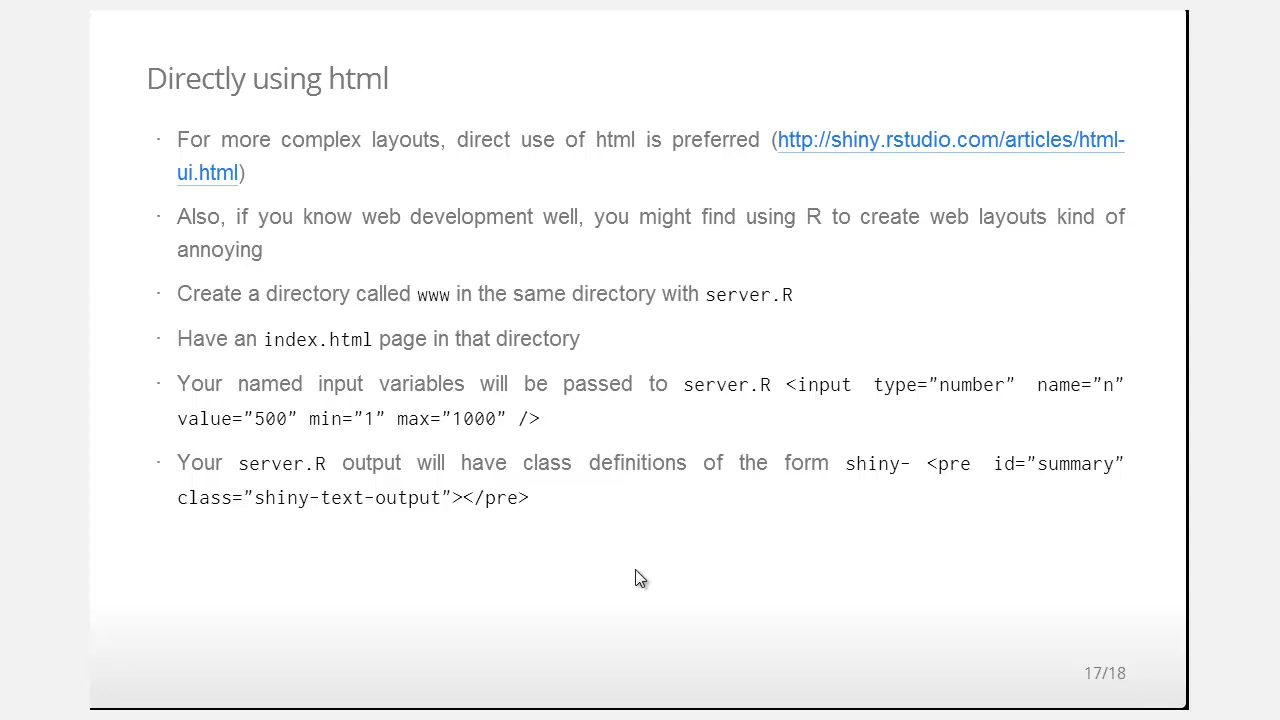 Directly using html
· For more complex layouts, direct use of html is preferred (http://shiny.rstudio.com/articles/html-
ui.html)
· Also, if you know web development well, you might find using R to create web layouts kind of
annoying
· Create a directory called www in the same directory with server.R
· Have an index.html page in that directory
· Your named input variables will be passed to server.R <input type="number" name="n"
value="500" min="1" max="1000" />
· Your server.R output will have class definitions of the form shiny- <pre id="summary"
class="shiny-text-output"></pre>
17/18